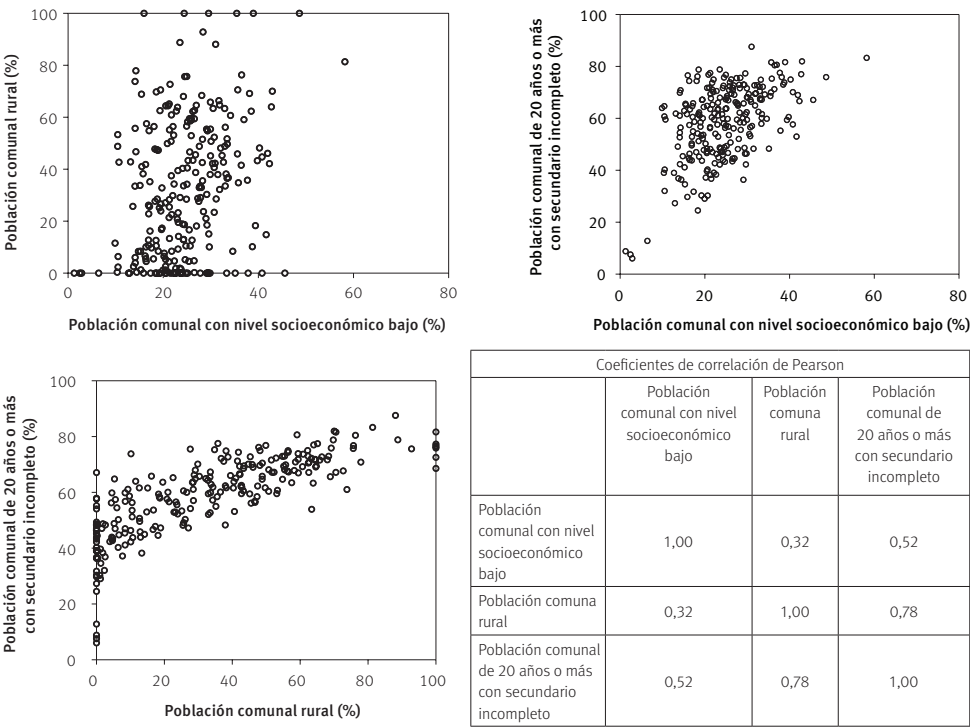 Población comunal rural (%)
100
80
60
40
20
0
0 20 40 60 80
Población comunal con nivel socioeconómico bajo (%)
Población comunal de 20 años o más
con secundario incompleto (%)
100
80
60
40
20
0
0 20 40 60 80
Población comunal con nivel socioeconómico bajo (%)
Población comunal de 20 años o más
con secundario incompleto (%)
100
80
60
40
20
0
0 20 40 60 80 100
Población comunal rural (%)
Coeficientes de correlación de Pearson
Población
comunal con nivel
socioeconómico
bajo
Población
comuna
rural
Población
comunal de
20 años o más
con secundario
incompleto
Población
comunal con nivel
socioeconómico
bajo
1,00 0,32 0,52
Población comuna
rural
0,32 1,00 0,78
Población comunal
de 20 años o más
con secundario
incompleto
0,52 0,78 1,00